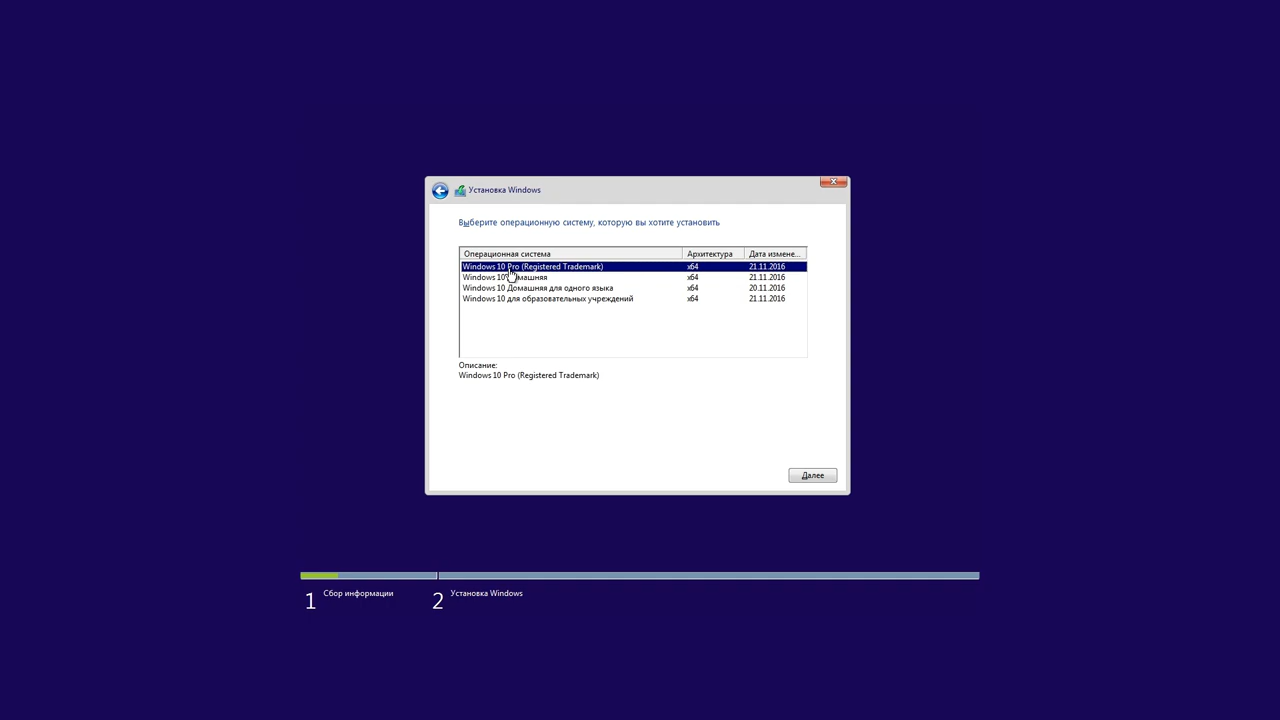 Установка Windows
Выберите операционную систему, которую вы хотите установить
Операционная система Архитектура Дата измене...
Windows 10 Pro (Registered Trademark) x64 21.11.2016
Windows 10 x64 21.11.2016
Windows 10 Домашняя для одного языка x64 20.11.2016
Windows 10 для образовательных учреждений x64 21.11.2016
Описание:
Windows 10 Pro (Registered Trademark)
Далее
1 Сбор информации 2 Установка Windows